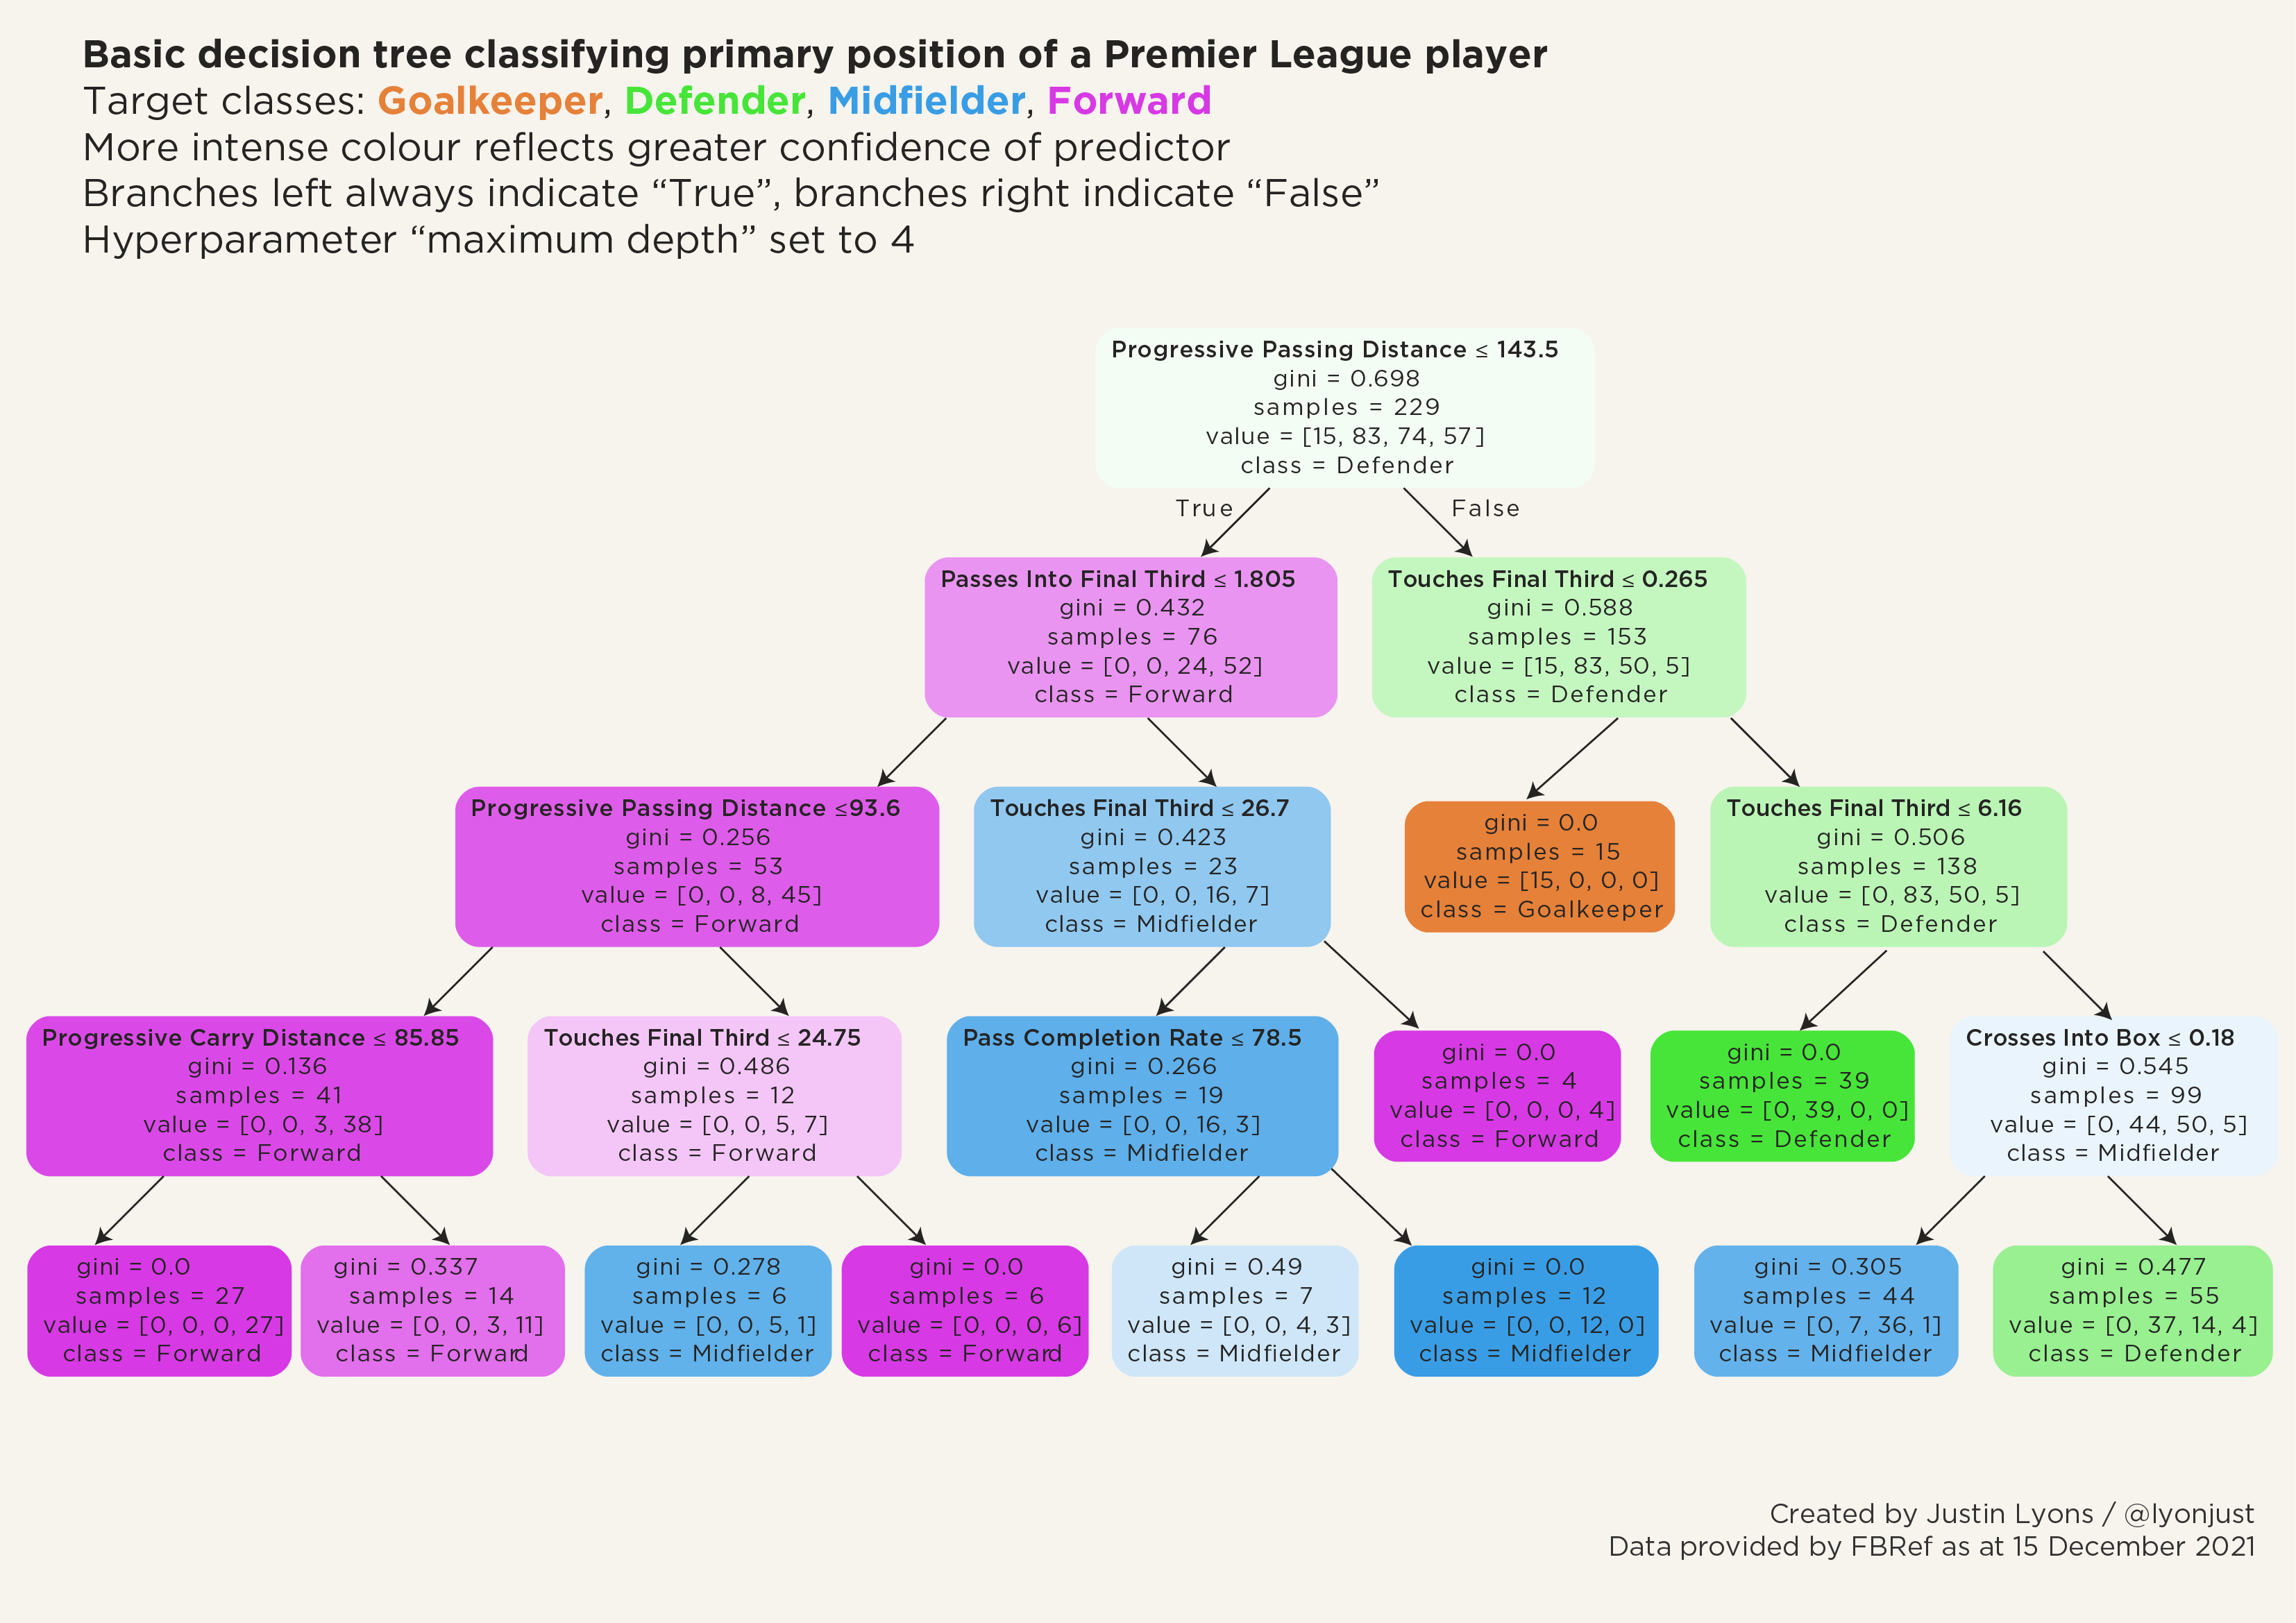 Basic decision tree classifying primary position of a Premier League player
Target classes: Goalkeeper, Defender, Midfielder, Forward
More intense colour reflects greater confidence of predictor
Branches left always indicate “True”, branches right indicate “False”
Hyperparameter “maximum depth” set to 4
Progressive Passing Distance ≤ 143.5
gini = 0.698
samples = 229
value = [15, 83, 74, 57]
class = Defender
True
False
Passes Into Final Third ≤ 1.805
gini = 0.432
samples = 76
value = [0, 0, 24, 52]
class = Forward
Touches Final Third ≤ 0.265
gini = 0.588
samples = 153
value = [15, 83, 50, 5]
class = Defender
Progressive Passing Distance ≤93.6
gini = 0.256
samples = 53
value = [0, 0, 8, 45]
class = Forward
Touches Final Third ≤ 26.7
gini = 0.423
samples = 23
value = [0, 0, 16, 7]
class = Midfielder
gini = 0.0
samples = 15
value = [15, 0, 0, 0]
class = Goalkeeper
Touches Final Third ≤ 6.16
gini = 0.506
samples = 138
value = [0, 83, 50, 5]
class = Defender
Progressive Carry Distance ≤ 85.85
gini = 0.136
samples = 41
value = [0, 0, 3, 38]
class = Forward
Touches Final Third ≤ 24.75
gini = 0.486
samples = 12
value = [0, 0, 5, 7]
class = Forward
Pass Completion Rate ≤ 78.5
gini = 0.266
samples = 19
value = [0, 0, 16, 3]
class = Midfielder
gini = 0.0
samples = 4
value = [0, 0, 0, 4]
class = Forward
gini = 0.0
samples = 39
value = [0, 39, 0, 0]
class = Defender
Crosses Into Box ≤ 0.18
gini = 0.545
samples = 99
value = [0, 44, 50, 5]
class = Midfielder
gini = 0.0
samples = 27
value = [0, 0, 0, 27]
class = Forward
gini = 0.337
samples = 14
value = [0, 0, 3, 11]
class = Forward
gini = 0.278
samples = 6
value = [0, 0, 5, 1]
class = Midfielder
gini = 0.0
samples = 6
value = [0, 0, 0, 6]
class = Forward
gini = 0.49
samples = 7
value = [0, 0, 4, 3]
class = Midfielder
gini = 0.0
samples = 12
value = [0, 0, 12, 0]
class = Midfielder
gini = 0.305
samples = 44
value = [0, 7, 36, 1]
class = Midfielder
gini = 0.477
samples = 55
value = [0, 37, 14, 4]
class = Defender
Created by Justin Lyons / @lyonjust
Data provided by FBRef as at 15 December 2021